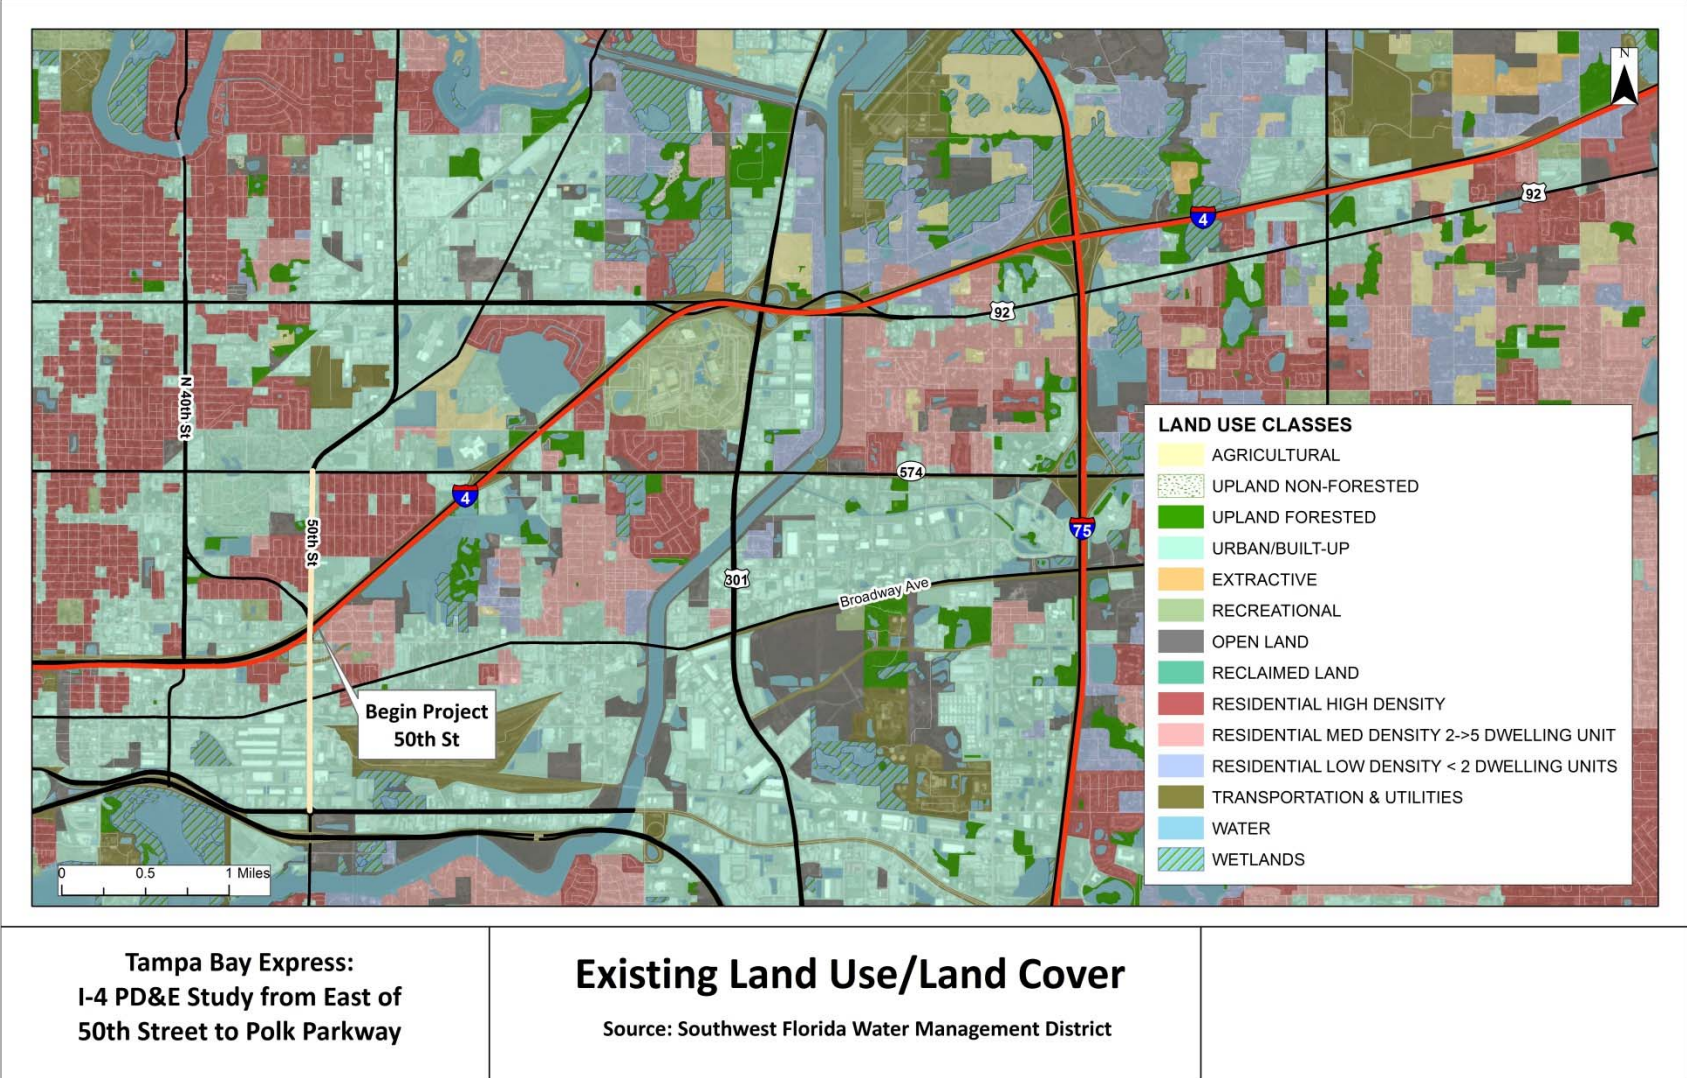 N
92
4
92
N 40th St
574
4
50th St
75
301
Broadway Ave
Begin Project
50th St
0 0.5 1 Miles
LAND USE CLASSES
AGRICULTURAL
UPLAND NON-FORESTED
UPLAND FORESTED
URBAN/BUILT-UP
EXTRACTIVE
RECREATIONAL
OPEN LAND
RECLAIMED LAND
RESIDENTIAL HIGH DENSITY
RESIDENTIAL MED DENSITY 2->5 DWELLING UNIT
RESIDENTIAL LOW DENSITY < 2 DWELLING UNITS
TRANSPORTATION & UTILITIES
WATER
WETLANDS
Tampa Bay Express:
I-4 PD&E Study from East of
50th Street to Polk Parkway
Existing Land Use/Land Cover
Source: Southwest Florida Water Management District